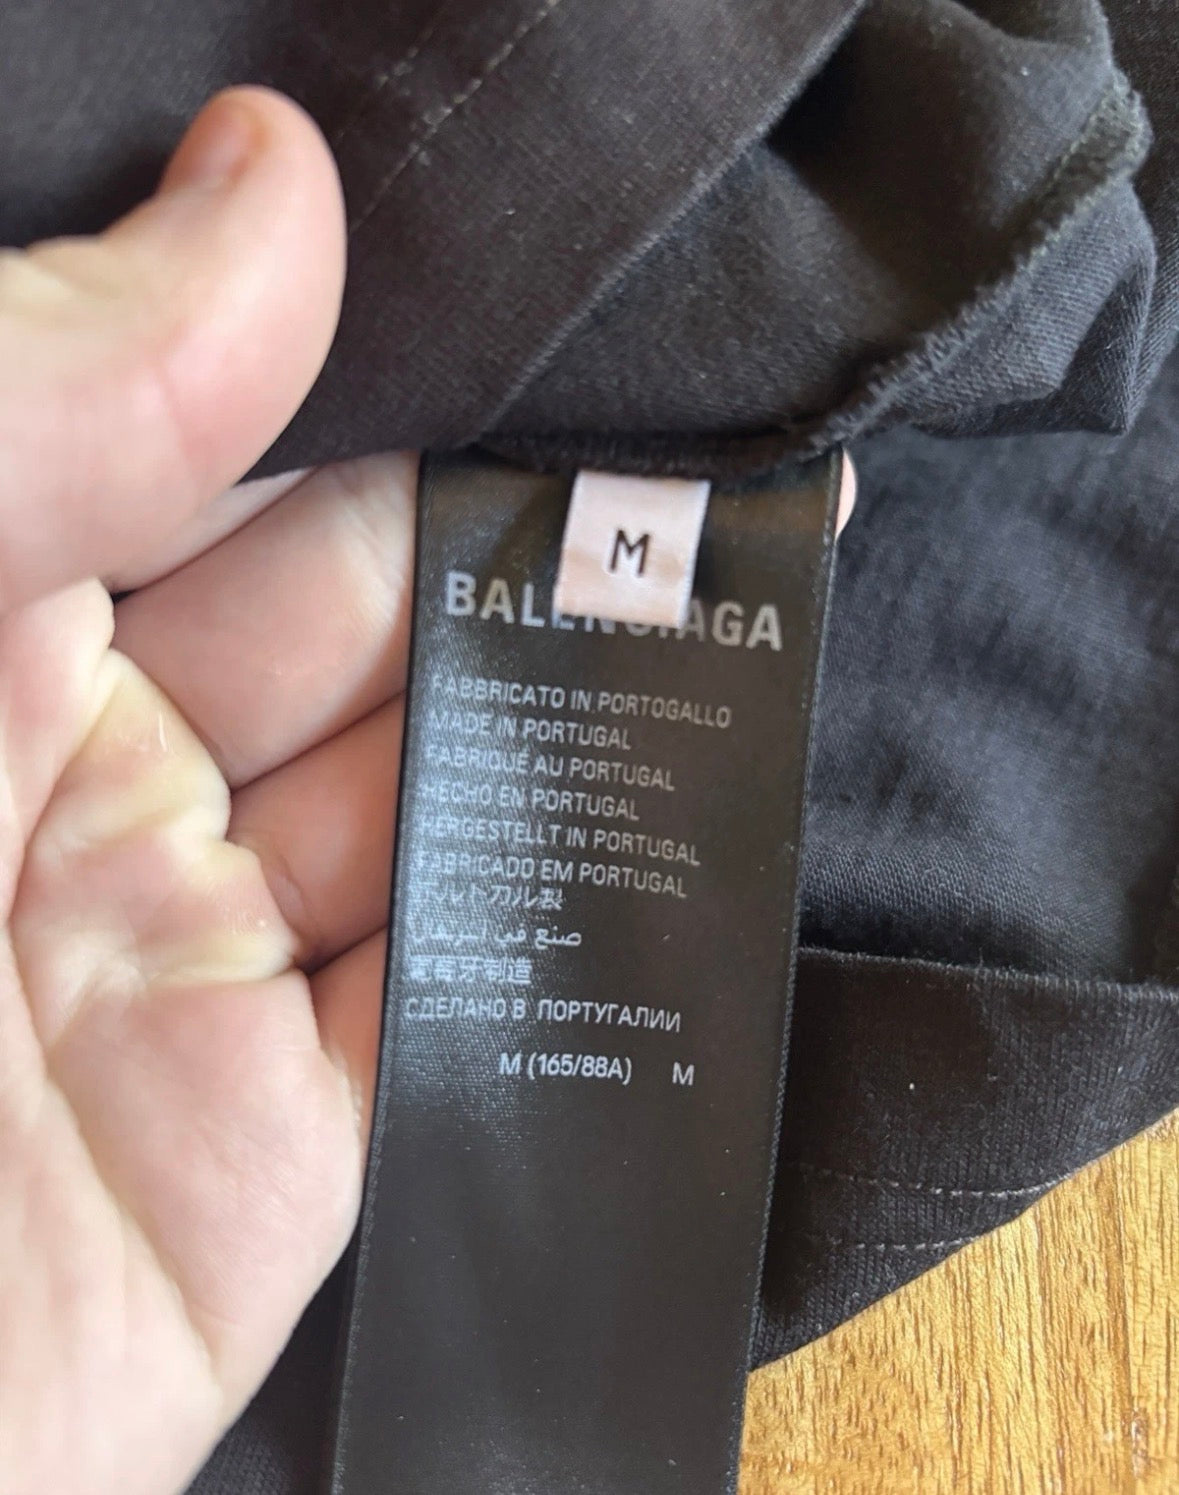 M
BALENCIAGA
FABBRICATO IN PORTOGALLO
MADE IN PORTUGAL
FABRIQUÉ AU PORTUGAL
HECHO EN PORTUGAL
HERGESTELLT IN PORTUGAL
FABRICADO EM PORTUGAL
ポルトガル製
صنع في البرتغال
葡萄牙制造
СДЕЛАНО В ПОРТУГАЛИИ
M (165/88A) M